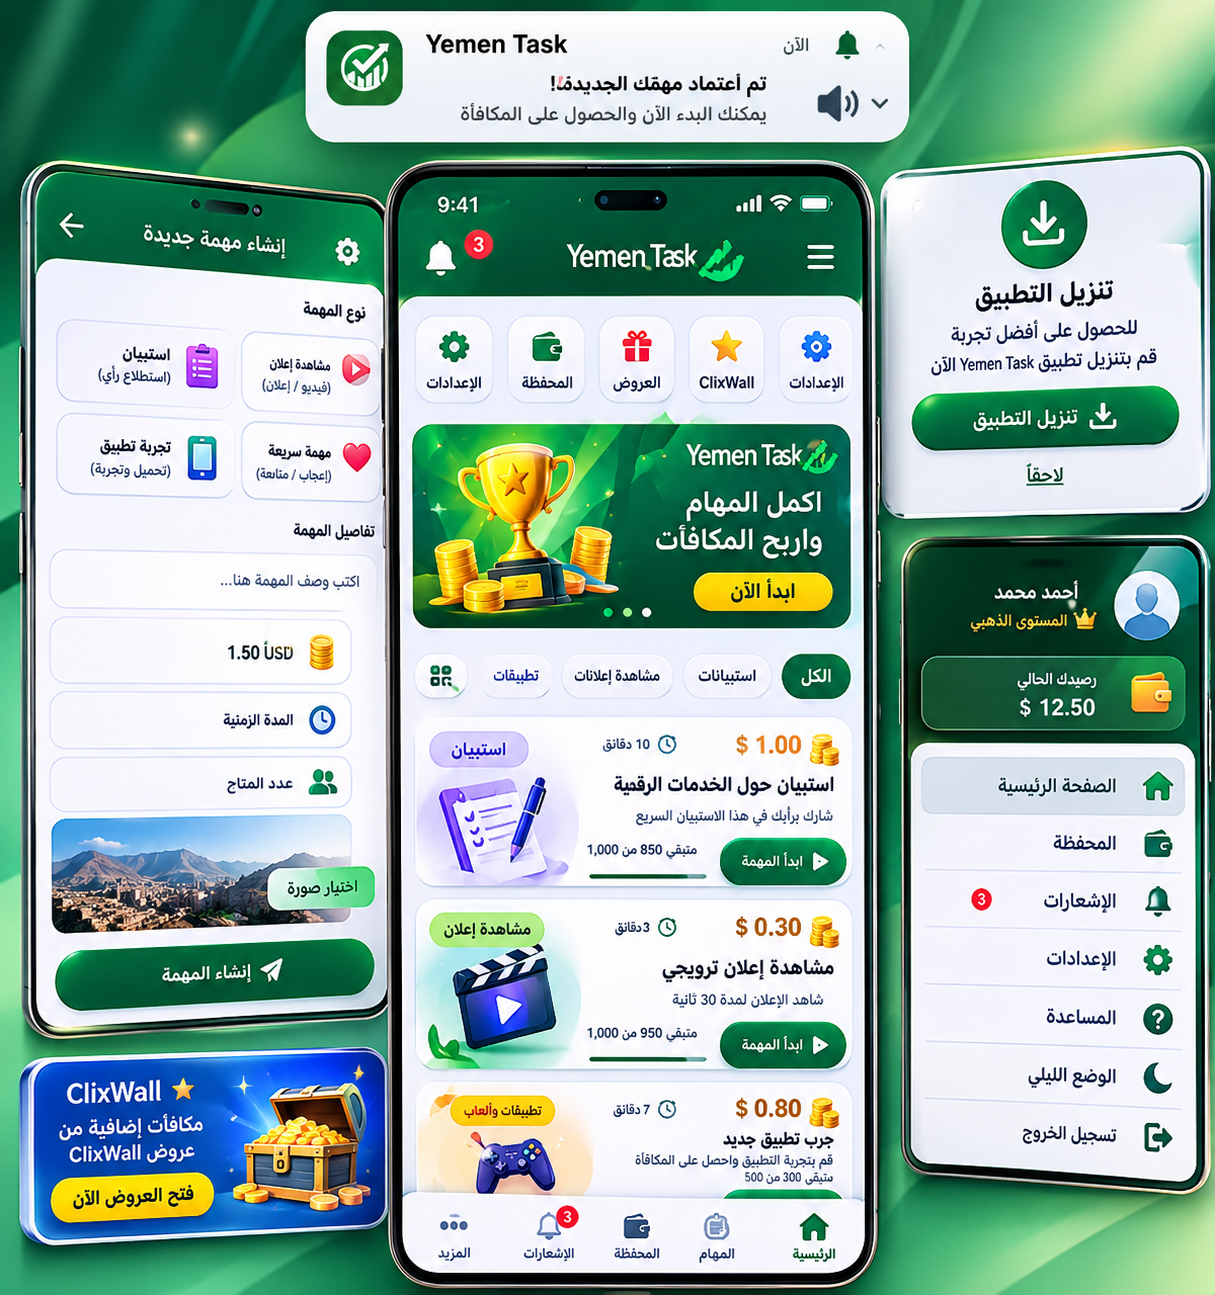 Yemen Task
الآن
تم أعتماد مهمّك الجديدة!
يمكنك البدء الآن والحصول على المكافأة
إنشاء مهمة جديدة
نوع المهمة
مشاهدة إعلان
(فيديو / إعلان)
استبيان
(استطلاع رأي)
مهمة سريعة
(إعجاب / متابعة)
تجربة تطبيق
(تحميل وتجربة)
تفاصيل المهمة
اكتب وصف المهمة هنا...
1.50 USD
المدة الزمنية
عدد المتاج
اختيار صورة
إنشاء المهمة
ClixWall
مكافأت إضافية من
عروض ClixWall
فتح العروض الآن
9:41
3
Yemen Task
الإعدادات
ClixWall
العروض
المحفظة
الإعدادات
Yemen Task
اكمل المهام
واربح المكافأت
ابدأ الآن
الكل
استبيانات
مشاهدة إعلانات
تطبيقات
$ 1.00
10 دقائق
استبيان
استبيان حول الخدمات الرقمية
شارك برأيك في هذا الاستبيان السريع
متبقي 850 من 1,000
ابدأ المهمة
$ 0.30
3 دقائق
مشاهدة إعلان
مشاهدة إعلان ترويجي
شاهد الإعلان لمدة 30 ثانية
متبقي 950 من 1,000
ابدأ المهمة
$ 0.80
7 دقائق
تطبيقات وألعاب
جرب تطبيق جديد
قم بتجربة التطبيق واحصل على المكافأة
متبقي 300 من 500
الرئيسية
المهام
المحفظة
الإشعارات
3
المزيد
تنزيل التطبيق
للحصول على أفضل تجربة
قم بتنزيل تطبيق Yemen Task الآن
تنزيل التطبيق
لاحقاً
أحمد محمد
المستوى الذهبي
رصيدك الحالي
$ 12.50
الصفحة الرئيسية
المحفظة
الإشعارات
3
الإعدادات
المساعدة
الوضع الليلي
تسجيل الخروج